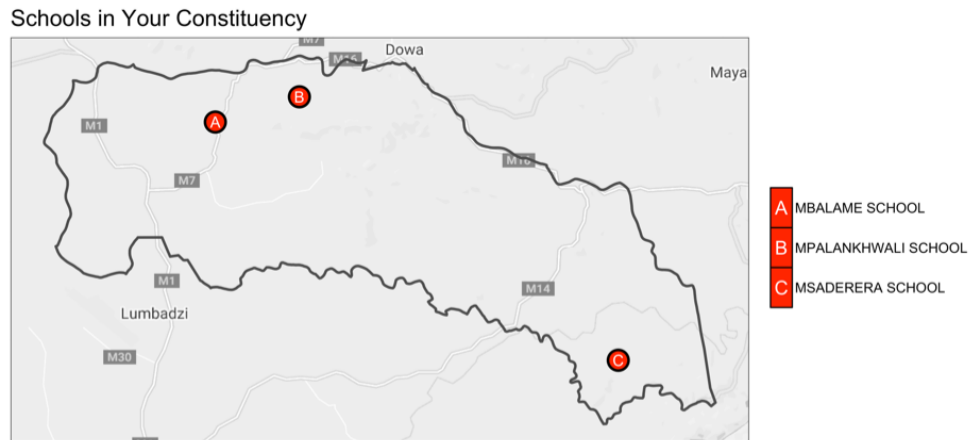 Schools in Your Constituency
M7
M16
Dowa
Maya
B
A
M1
M16
M7
A MBALAME SCHOOL
B MPALANKHWALI SCHOOL
M1
M14
C MSADERERA SCHOOL
Lumbadzi
M30
C